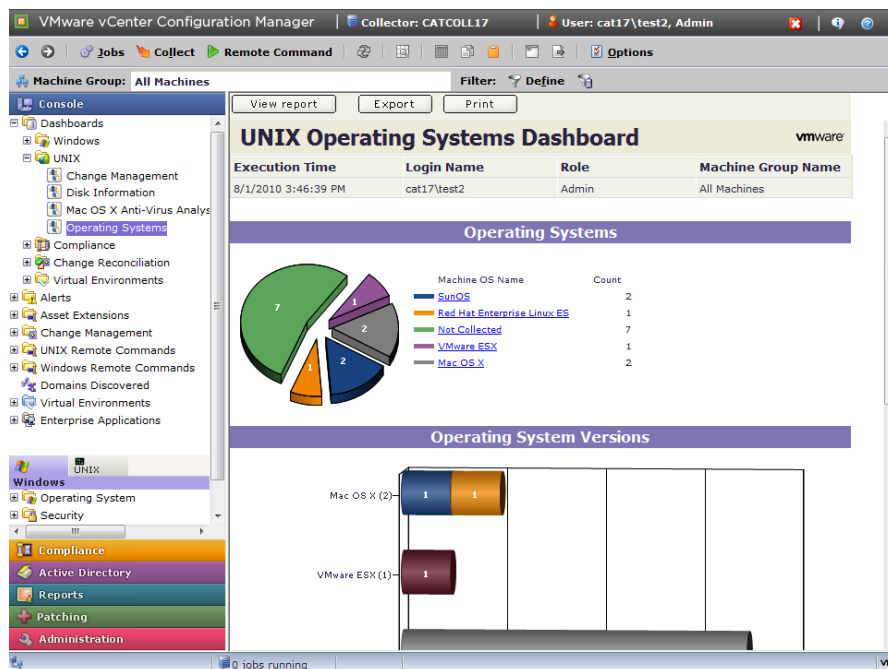 VMware vCenter Configuration Manager
Collector: CATCOLL17
User: cat17\test2, Admin
Jobs
Collect
Remote Command
Options
Machine Group: All Machines
Filter:
Define
Console
Dashboards
Windows
UNIX
Change Management
Disk Information
Mac OS X Anti-Virus Analys
Operating Systems
Compliance
Change Reconciliation
Virtual Environments
Alerts
Asset Extensions
Change Management
UNIX Remote Commands
Windows Remote Commands
Domains Discovered
Virtual Environments
Enterprise Applications
UNIX
Windows
Operating System
Security
Compliance
Active Directory
Reports
Patching
Administration
View report
Export
Print
UNIX Operating Systems Dashboard
vmware
Execution Time Login Name Role Machine Group Name
8/1/2010 3:46:39 PM cat17\test2 Admin All Machines
Operating Systems
7
1
2
2
1
Machine OS Name Count
SunOS 2
Red Hat Enterprise Linux ES 1
Not Collected 7
VMware ESX 1
Mac OS X 2
Operating System Versions
Mac OS X (2) 1 1
VMware ESX (1) 1
0 jobs running